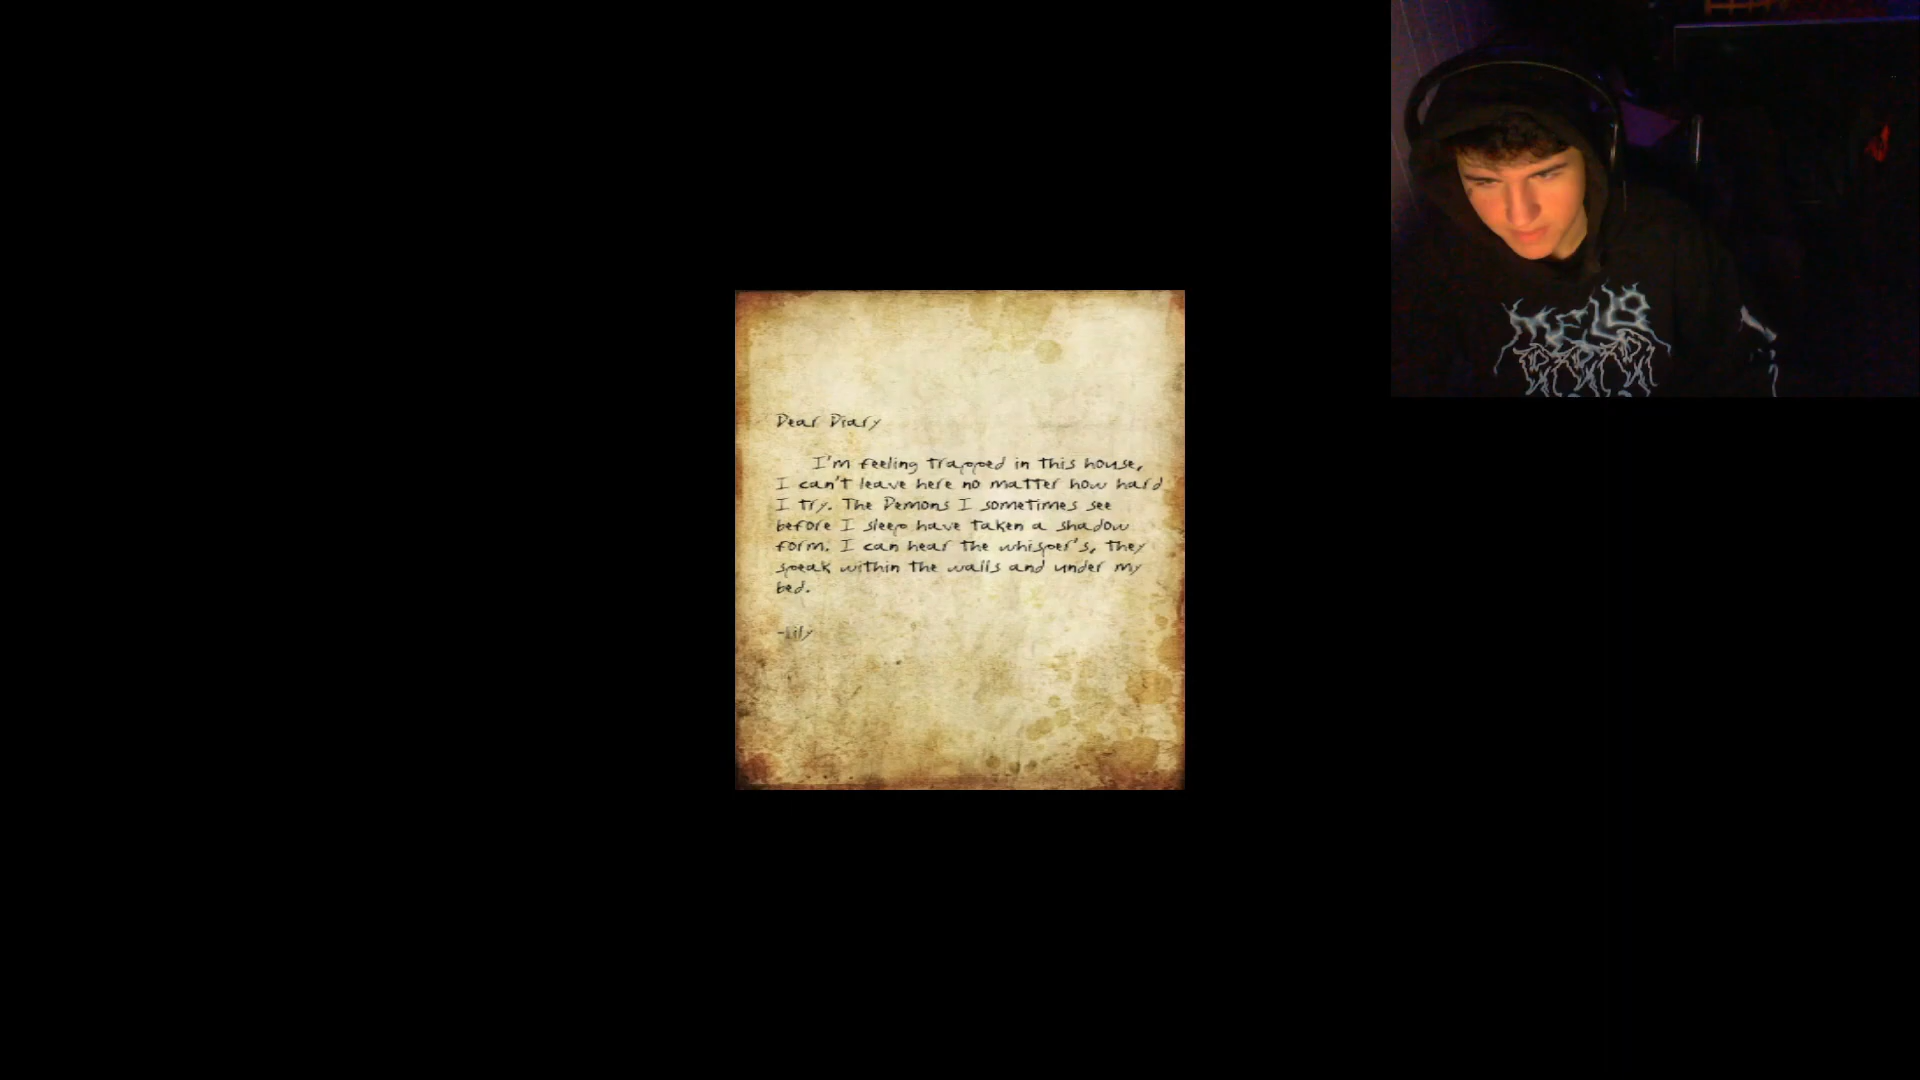 Dear Diary
I'm feeling trapped in this house,
I can't leave here no matter how hard
I try. The Demons I sometimes see
before I sleep have taken a shadow
form. I can hear the whisper's, they
speak within the walls and under my
bed.
-Lily